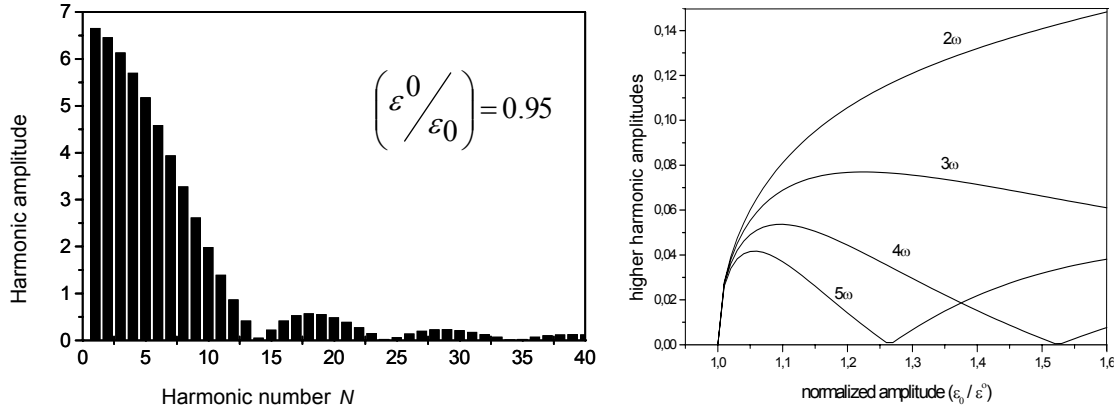 7
6
5
4
3
2
1
0
Harmonic amplitude
(ε⁰/ε₀) = 0.95
0 5 10 15 20 25 30 35 40
Harmonic number N
0,14
0,12
0,10
0,08
0,06
0,04
0,02
0,00
higher harmonic amplitudes
2ω
3ω
4ω
5ω
1,0 1,1 1,2 1,3 1,4 1,5 1,6
normalized amplitude (ε₀ / ε⁰)